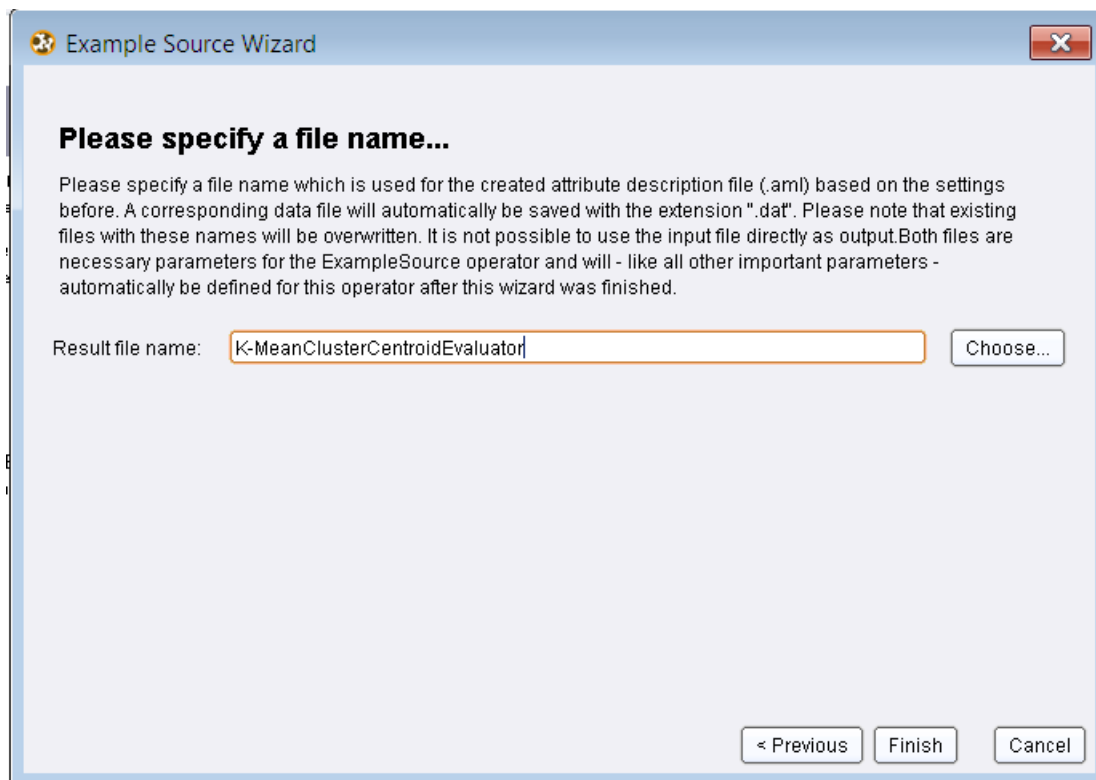 Example Source Wizard
Please specify a file name...
Please specify a file name which is used for the created attribute description file (.aml) based on the settings
before. A corresponding data file will automatically be saved with the extension ".dat". Please note that existing
files with these names will be overwritten. It is not possible to use the input file directly as output.Both files are
necessary parameters for the ExampleSource operator and will - like all other important parameters -
automatically be defined for this operator after this wizard was finished.
Result file name: K-MeanClusterCentroidEvaluator Choose...
< Previous Finish Cancel